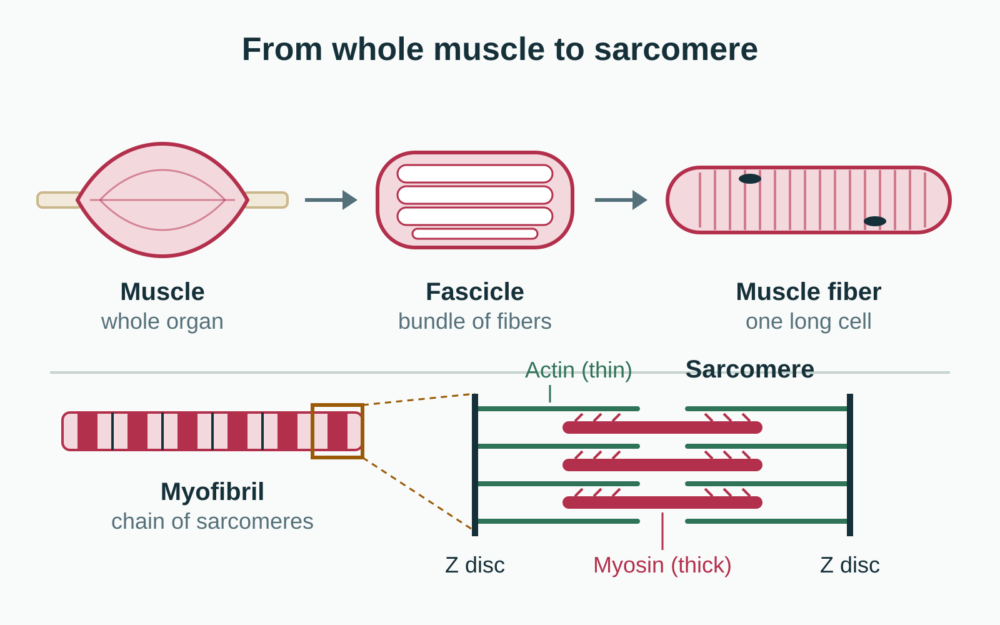 From whole muscle to sarcomere
Muscle
whole organ
Fascicle
bundle of fibers
Muscle fiber
one long cell
Actin (thin)
Sarcomere
Myofibril
chain of sarcomeres
Z disc
Myosin (thick)
Z disc